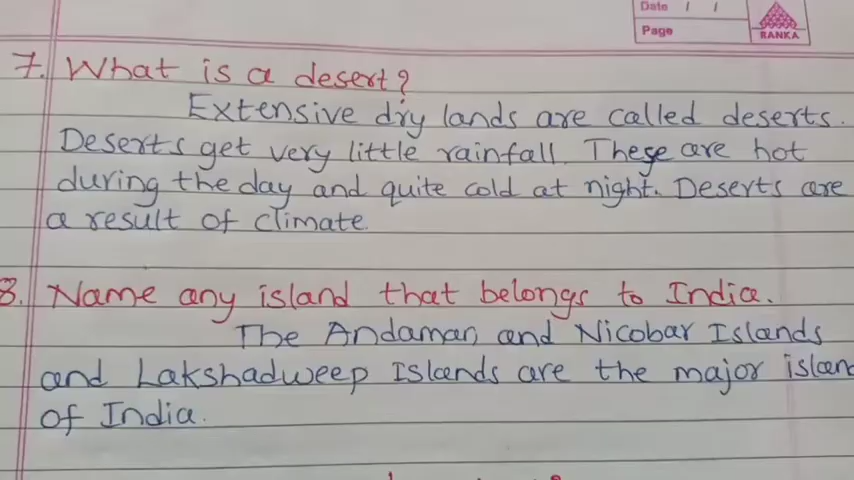 Date / /
Page
RANKA
7. What is a desert?
Extensive dry lands are called deserts.
Deserts get very little rainfall. These are hot
during the day and quite cold at night. Deserts are
a result of climate.
8. Name any island that belongs to India.
The Andaman and Nicobar Islands
and Lakshadweep Islands are the major islan
of India.